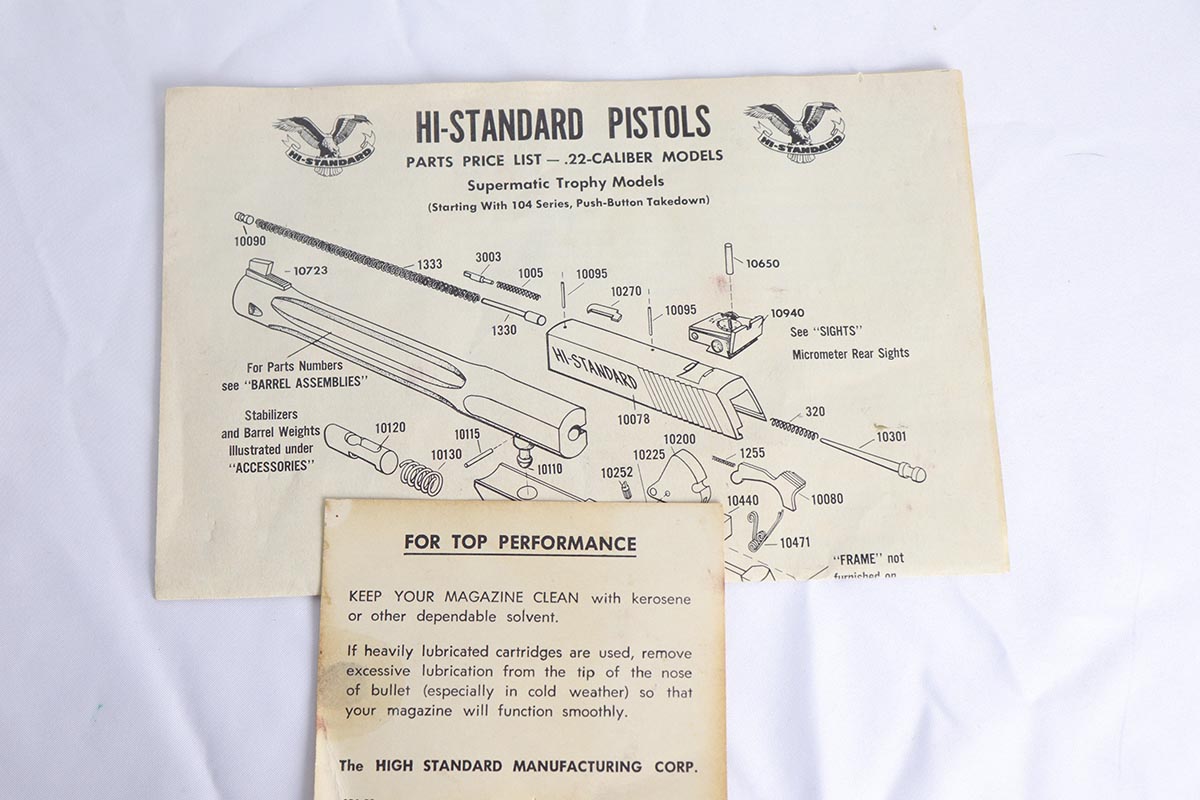 HI-STANDARD PISTOLS
HI-STANDARD
HI-STANDARD
PARTS PRICE LIST — .22-CALIBER MODELS
Supermatic Trophy Models
(Starting With 104 Series, Push-Button Takedown)
10090
10723
1333
3003
1005
10095
10270
1330
10095
10650
10940
See "SIGHTS"
Micrometer Rear Sights
HI-STANDARD
10078
For Parts Numbers
see "BARREL ASSEMBLIES"
Stabilizers
and Barrel Weights
Illustrated under
"ACCESSORIES"
10120
10130
10115
10110
320
10301
10200
10225
10252
1255
10080
10440
10471
"FRAME" not
furnished on
FOR TOP PERFORMANCE
KEEP YOUR MAGAZINE CLEAN with kerosene
or other dependable solvent.
If heavily lubricated cartridges are used, remove
excessive lubrication from the tip of the nose
of bullet (especially in cold weather) so that
your magazine will function smoothly.
The HIGH STANDARD MANUFACTURING CORP.